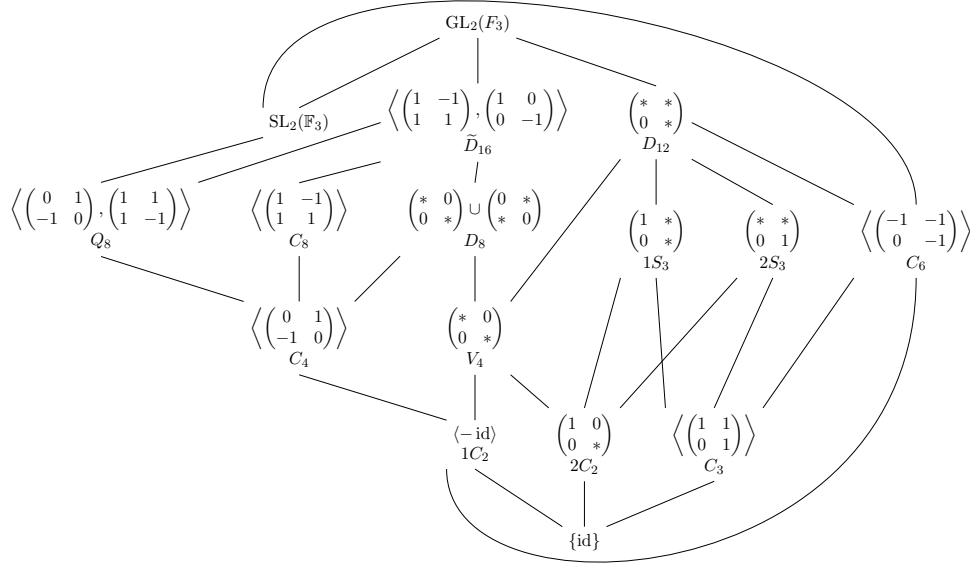 GL₂(F₃)
SL₂(𝔽₃)
⟨(1 −1; 1 1), (1 0; 0 −1)⟩
D̃₁₆
(* *; 0 *)
D₁₂
⟨(0 1; −1 0), (1 1; 1 −1)⟩
Q₈
⟨(1 −1; 1 1)⟩
C₈
(* 0; 0 *) ∪ (0 *; * 0)
D₈
(1 *; 0 *)
1S₃
(* *; 0 1)
2S₃
⟨(−1 −1; 0 −1)⟩
C₆
⟨(0 1; −1 0)⟩
C₄
(* 0; 0 *)
V₄
⟨− id⟩
1C₂
(1 0; 0 *)
2C₂
⟨(1 1; 0 1)⟩
C₃
{id}